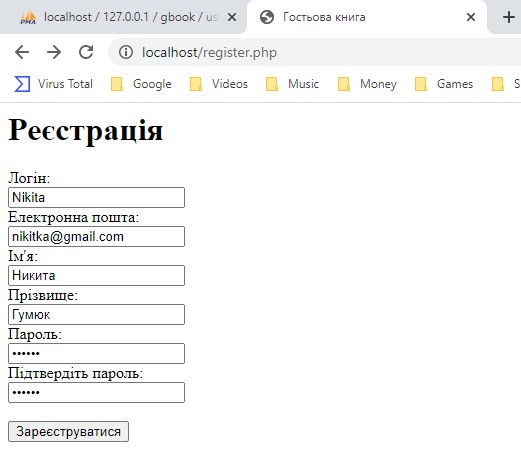 localhost / 127.0.0.1 / gbook / us
Гостьова книга
localhost/register.php
Virus Total Google Videos Music Money Games S
Реєстрація
Логін:
Nikita
Електронна пошта:
nikitka@gmail.com
Ім'я:
Никита
Прізвище:
Гумюк
Пароль:
••••••
Підтвердіть пароль:
••••••
Зареєструватися